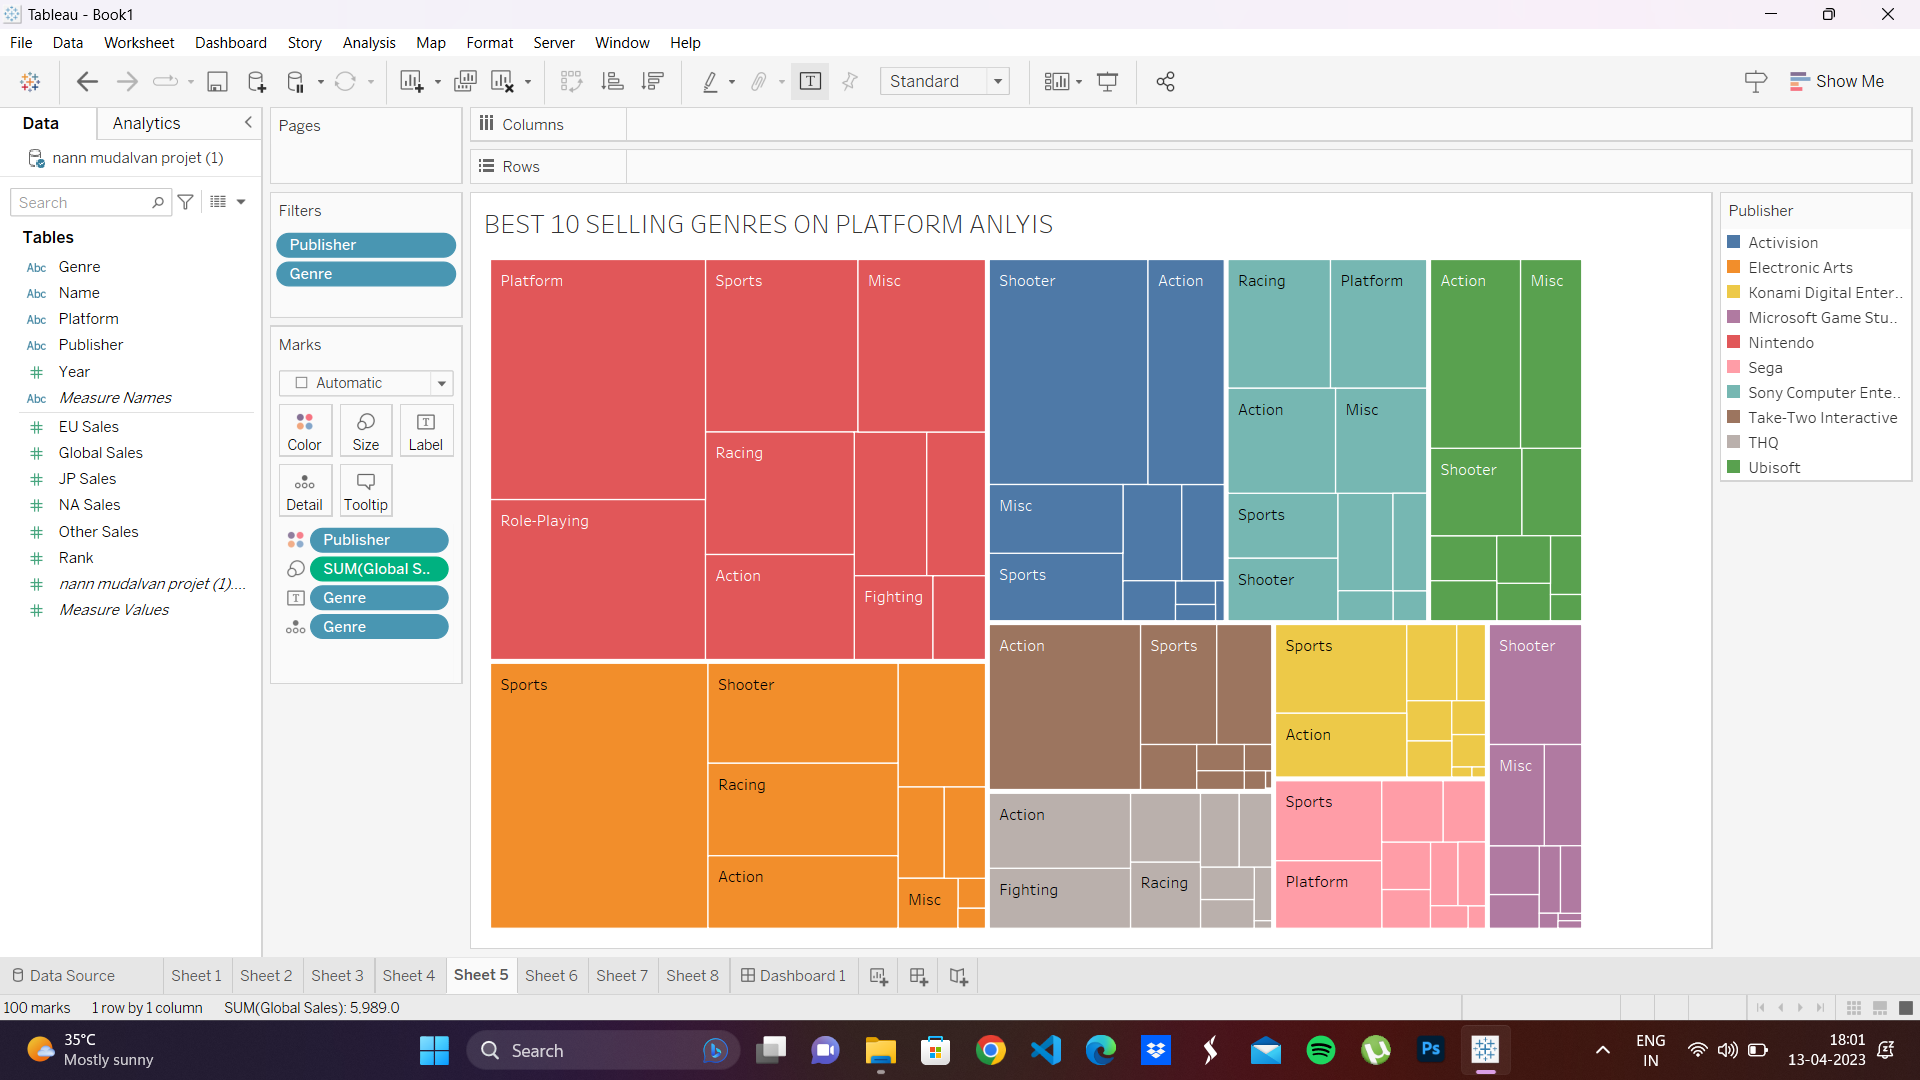 Tableau - Book1
File Data Worksheet Dashboard Story Analysis Map Format Server Window Help
Standard
Show Me
Data Analytics
nann mudalvan projet (1)
Search
Tables
Abc Genre
Abc Name
Abc Platform
Abc Publisher
# Year
Abc Measure Names
# EU Sales
# Global Sales
# JP Sales
# NA Sales
# Other Sales
# Rank
# nann mudalvan projet (1)....
# Measure Values
Pages
Filters
Publisher
Genre
Marks
Automatic
Color Size Label
Detail Tooltip
Publisher
SUM(Global S..
T Genre
Genre
Columns
Rows
BEST 10 SELLING GENRES ON PLATFORM ANLYIS
Platform Sports Misc
Racing
Role-Playing
Action
Fighting
Shooter Action
Misc
Sports
Racing Platform
Action Misc
Sports
Shooter
Action Misc
Shooter
Sports Shooter
Racing
Action
Misc
Action Sports
Sports
Action
Shooter
Misc
Action
Fighting Racing
Sports
Platform
Publisher
Activision
Electronic Arts
Konami Digital Enter..
Microsoft Game Stu..
Nintendo
Sega
Sony Computer Ente..
Take-Two Interactive
THQ
Ubisoft
Data Source Sheet 1 Sheet 2 Sheet 3 Sheet 4 Sheet 5 Sheet 6 Sheet 7 Sheet 8 Dashboard 1
100 marks 1 row by 1 column SUM(Global Sales): 5,989.0
35°C
Mostly sunny
Search
Ps
ENG
IN
18:01
13-04-2023